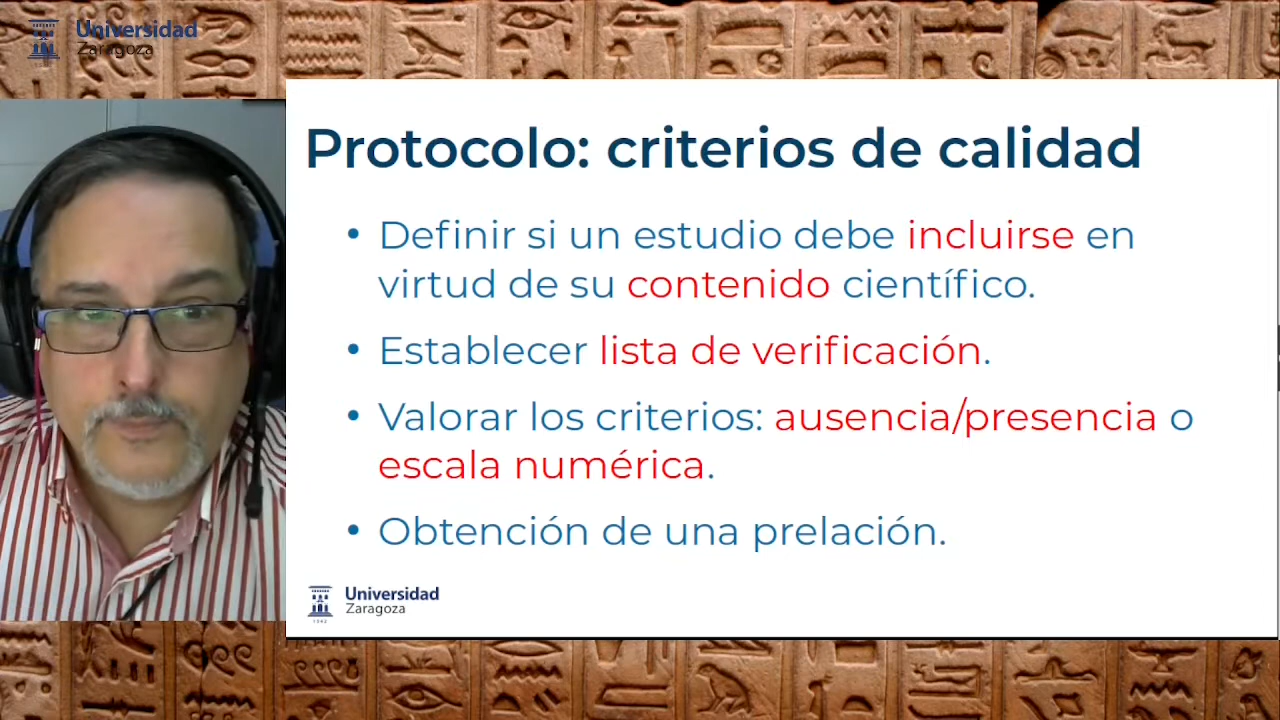 Universidad
Zaragoza
Protocolo: criterios de calidad
• Definir si un estudio debe incluirse en
virtud de su contenido científico.
• Establecer lista de verificación.
• Valorar los criterios: ausencia/presencia o
escala numérica.
• Obtención de una prelación.
Universidad
Zaragoza
1542